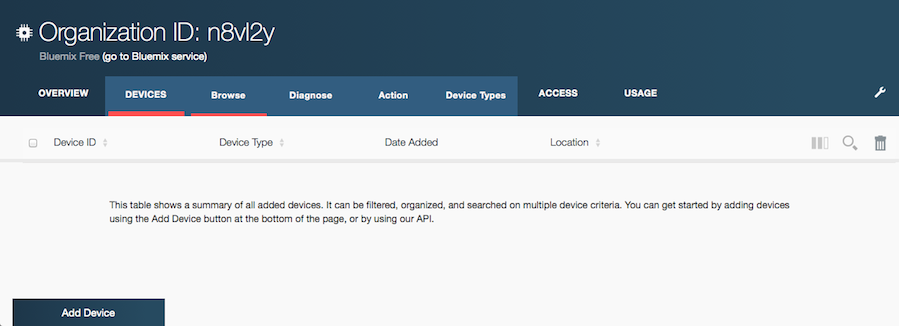 Organization ID: n8vl2y
Bluemix Free (go to Bluemix service)
OVERVIEW DEVICES Browse Diagnose Action Device Types ACCESS USAGE
Device ID Device Type Date Added Location
This table shows a summary of all added devices. It can be filtered, organized, and searched on multiple device criteria. You can get started by adding devices
using the Add Device button at the bottom of the page, or by using our API.
Add Device